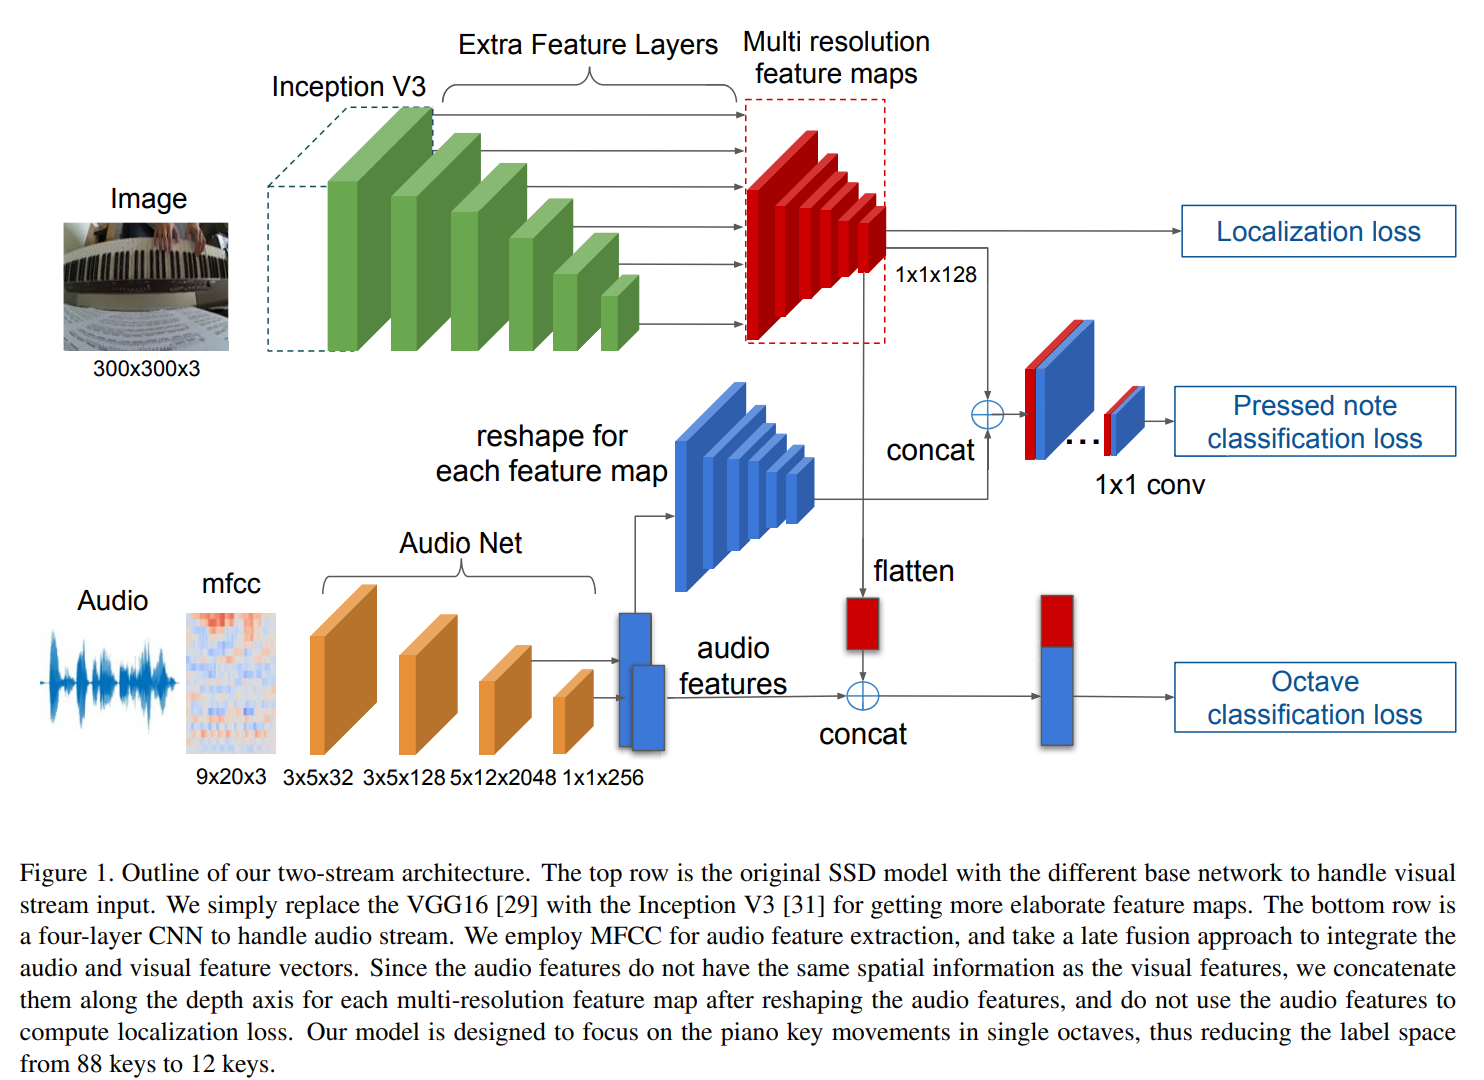 Extra Feature Layers
Multi resolution
feature maps
Inception V3
Image
300x300x3
Localization loss
1x1x128
reshape for
each feature map
concat
Pressed note
classification loss
1x1 conv
Audio Net
Audio
mfcc
9x20x3
3x5x32
3x5x128
5x12x2048
1x1x256
audio
features
flatten
concat
Octave
classification loss
Figure 1. Outline of our two-stream architecture. The top row is the original SSD model with the different base network to handle visual
stream input. We simply replace the VGG16 [29] with the Inception V3 [31] for getting more elaborate feature maps. The bottom row is
a four-layer CNN to handle audio stream. We employ MFCC for audio feature extraction, and take a late fusion approach to integrate the
audio and visual feature vectors. Since the audio features do not have the same spatial information as the visual features, we concatenate
them along the depth axis for each multi-resolution feature map after reshaping the audio features, and do not use the audio features to
compute localization loss. Our model is designed to focus on the piano key movements in single octaves, thus reducing the label space
from 88 keys to 12 keys.